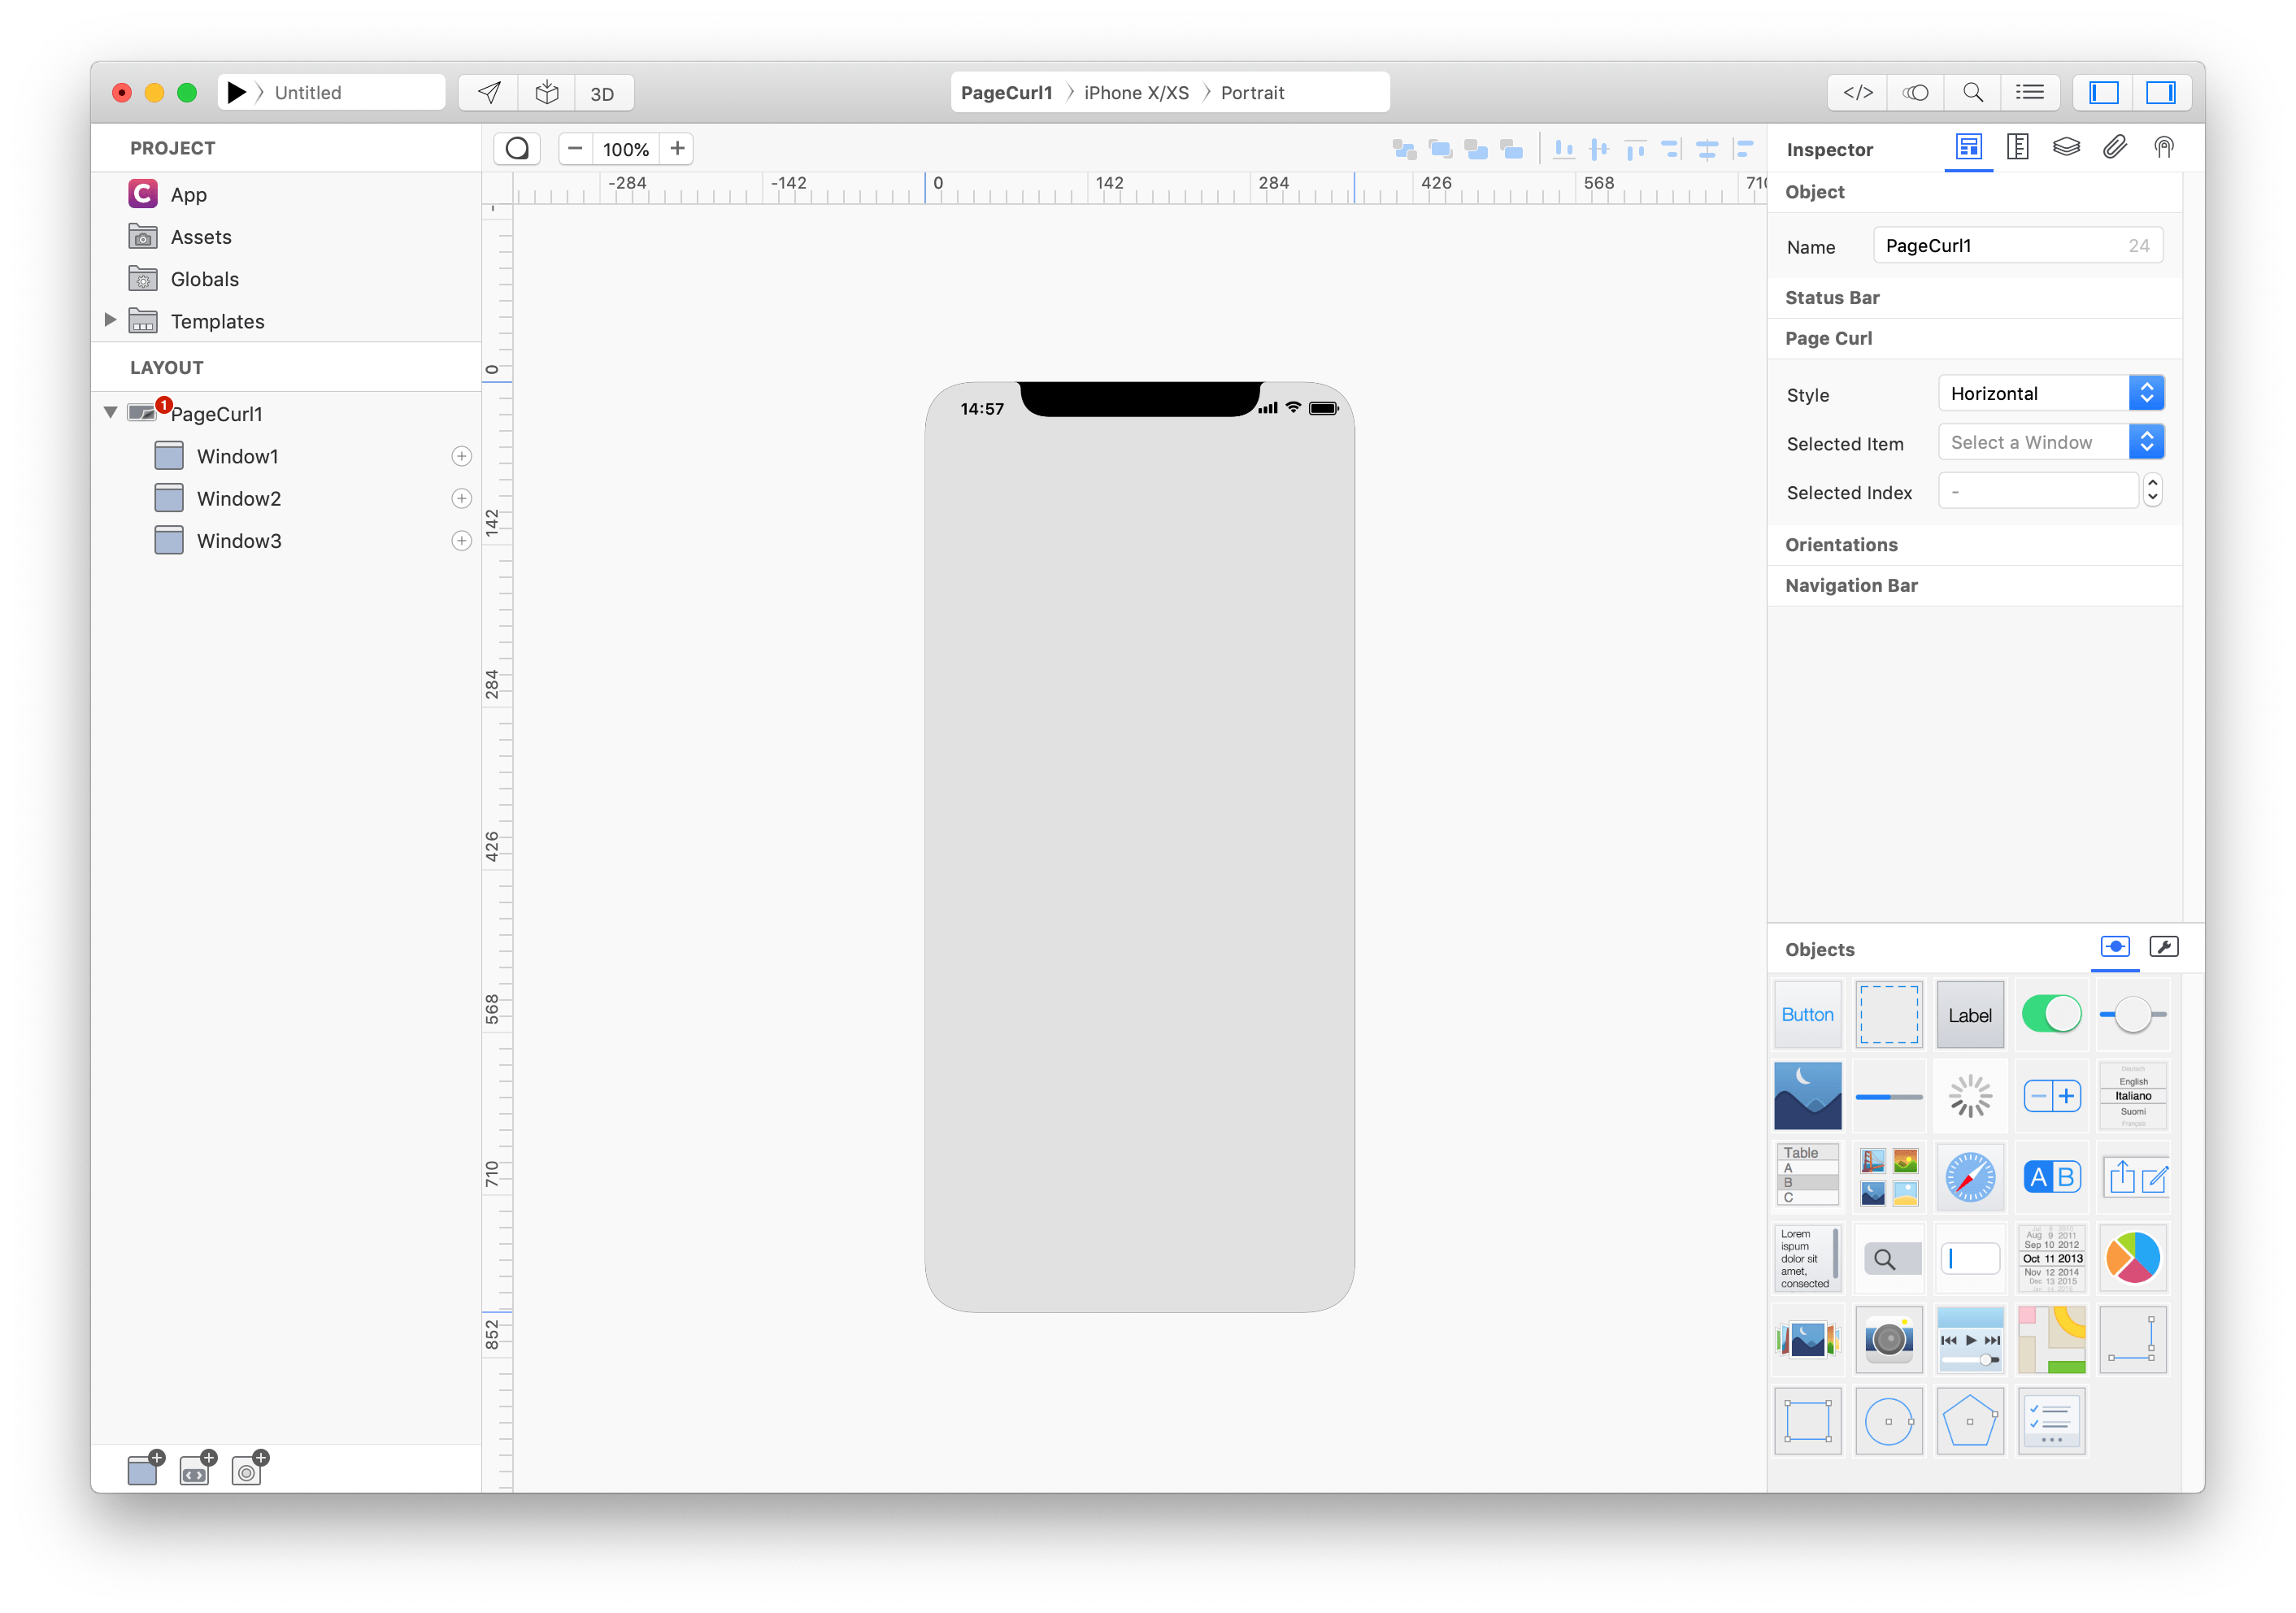 Untitled
3D
PageCurl1 〉 iPhone X/XS 〉 Portrait
</>
PROJECT
App
Assets
Globals
Templates
LAYOUT
1
PageCurl1
Window1
Window2
Window3
100%
-284 -142 0 142 284 426 568 710
0
142
284
426
568
710
852
14:57
Inspector
Object
Name PageCurl1 24
Status Bar
Page Curl
Style Horizontal
Selected Item Select a Window
Selected Index -
Orientations
Navigation Bar
Objects
Button
Label
Deutsch
English
Italiano
Suomi
Français
Table
A
B
C
A B
Lorem
ispum
dolor sit
amet,
consected
Aug 9 2011
Sep 10 2012
Oct 11 2013
Nov 12 2014
Dec 13 2015